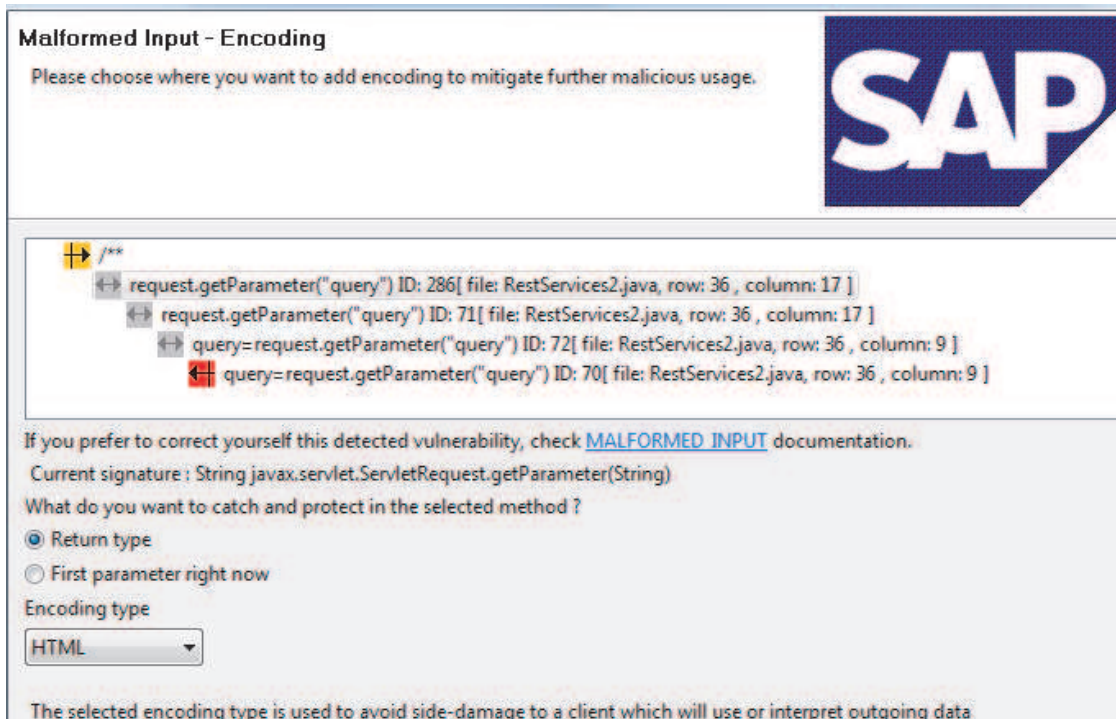 Malformed Input - Encoding
Please choose where you want to add encoding to mitigate further malicious usage.
SAP
/**
request.getParameter("query") ID: 286[ file: RestServices2.java, row: 36 , column: 17 ]
request.getParameter("query") ID: 71[ file: RestServices2.java, row: 36 , column: 17 ]
query=request.getParameter("query") ID: 72[ file: RestServices2.java, row: 36 , column: 9 ]
query=request.getParameter("query") ID: 70[ file: RestServices2.java, row: 36 , column: 9 ]
If you prefer to correct yourself this detected vulnerability, check MALFORMED INPUT documentation.
Current signature : String javax.servlet.ServletRequest.getParameter(String)
What do you want to catch and protect in the selected method ?
Return type
First parameter right now
Encoding type
HTML
The selected encoding type is used to avoid side-damage to a client which will use or interpret outgoing data